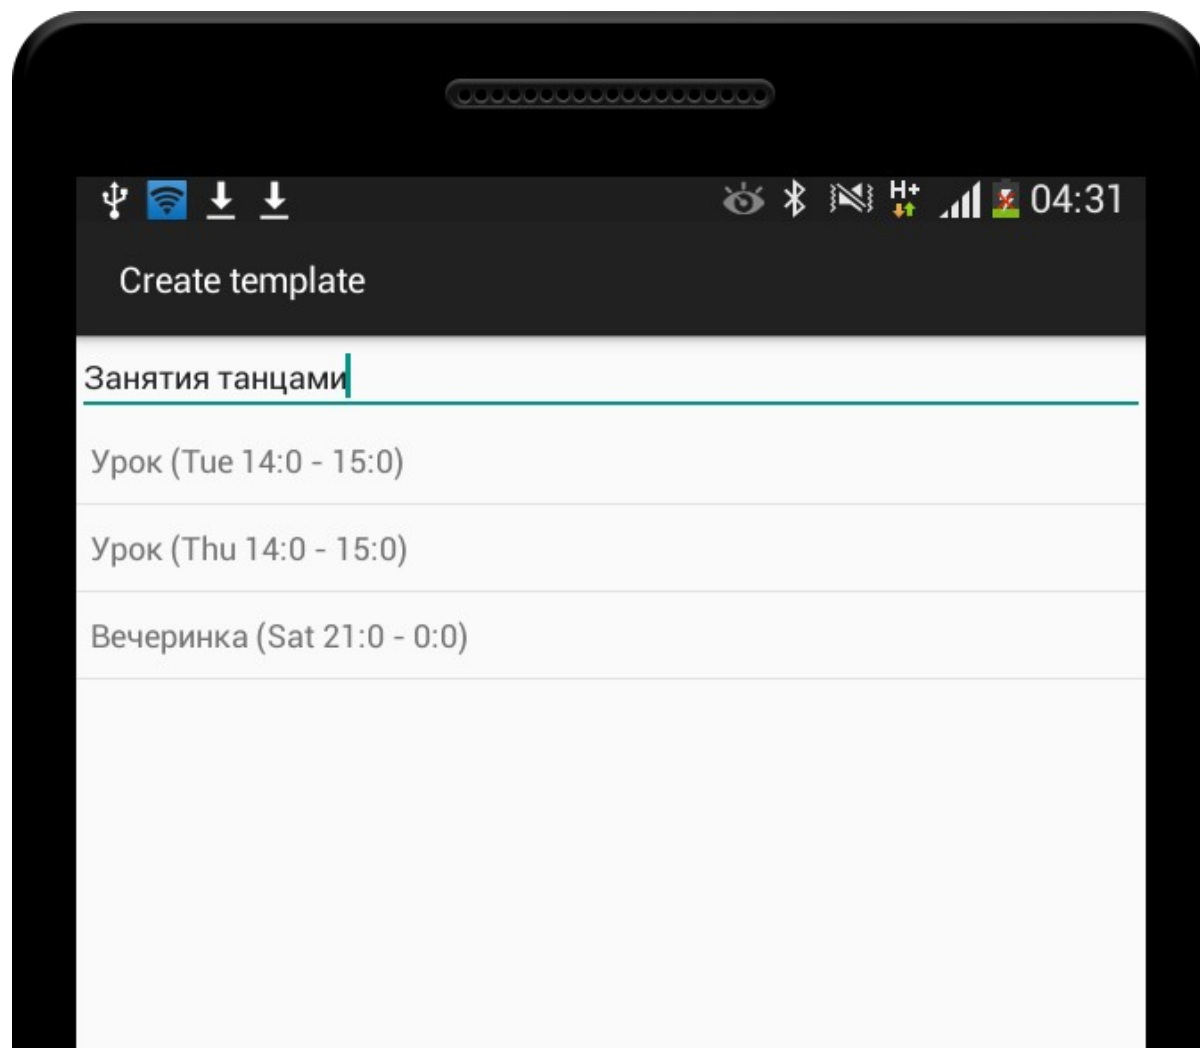 H+ 04:31
Create template
Занятия танцами
Урок (Tue 14:0 - 15:0)
Урок (Thu 14:0 - 15:0)
Вечеринка (Sat 21:0 - 0:0)